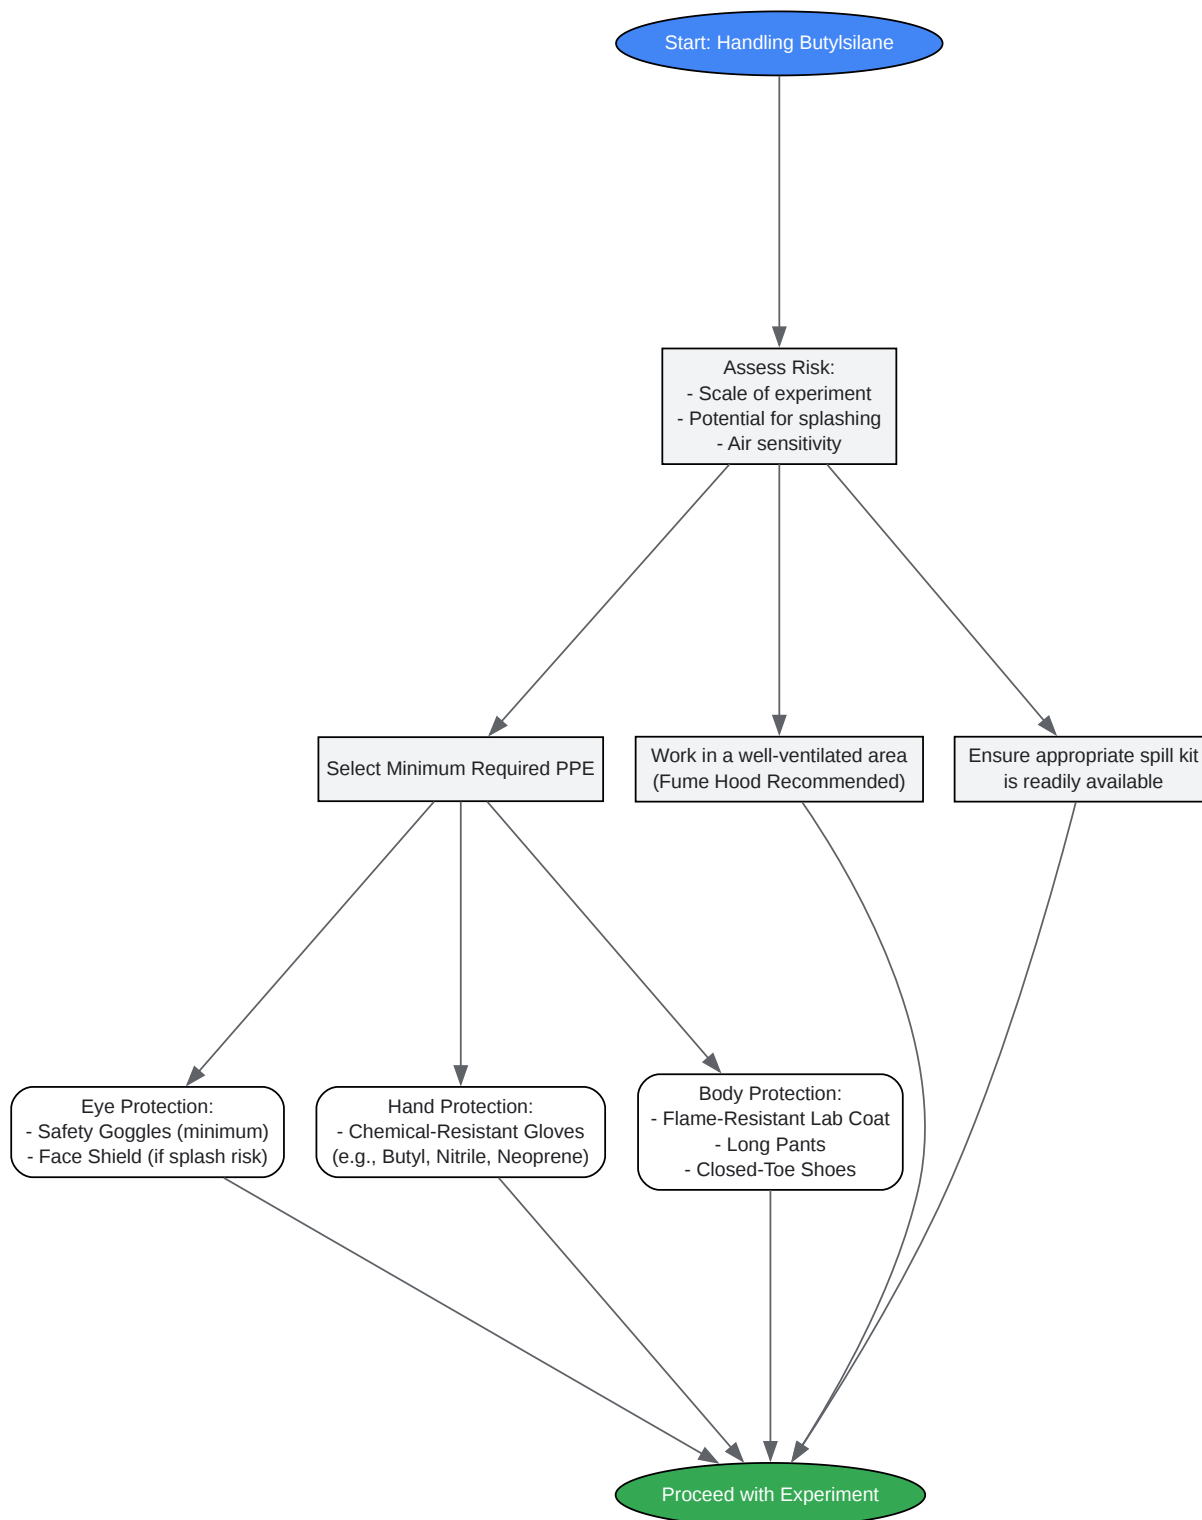 Start: Handling Butylsilane
Assess Risk:
- Scale of experiment
- Potential for splashing
- Air sensitivity
Select Minimum Required PPE
Work in a well-ventilated area
(Fume Hood Recommended)
Ensure appropriate spill kit
is readily available
Eye Protection:
- Safety Goggles (minimum)
- Face Shield (if splash risk)
Hand Protection:
- Chemical-Resistant Gloves
(e.g., Butyl, Nitrile, Neoprene)
Body Protection:
- Flame-Resistant Lab Coat
- Long Pants
- Closed-Toe Shoes
Proceed with Experiment